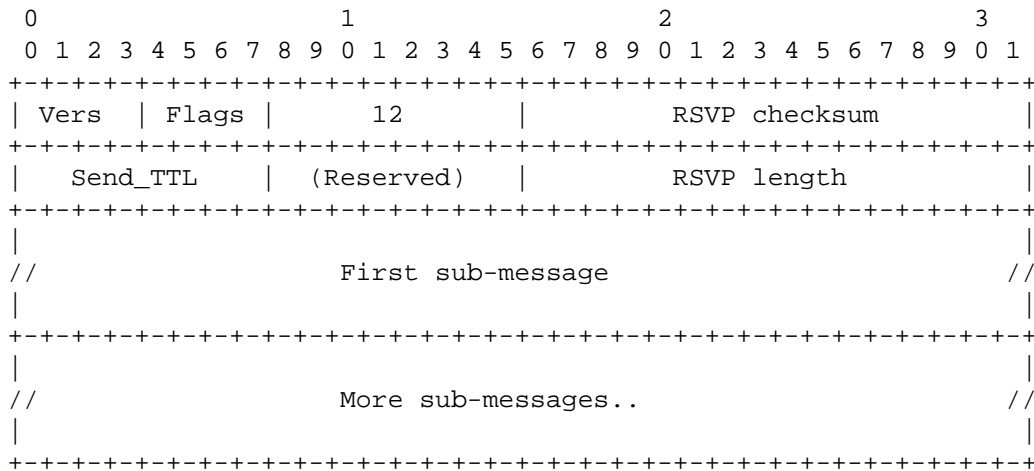 0                   1                   2                   3
 0 1 2 3 4 5 6 7 8 9 0 1 2 3 4 5 6 7 8 9 0 1 2 3 4 5 6 7 8 9 0 1
+-+-+-+-+-+-+-+-+-+-+-+-+-+-+-+-+-+-+-+-+-+-+-+-+-+-+-+-+-+-+-+-+
| Vers  | Flags |      12       |         RSVP checksum         |
+-+-+-+-+-+-+-+-+-+-+-+-+-+-+-+-+-+-+-+-+-+-+-+-+-+-+-+-+-+-+-+-+
|   Send_TTL    |  (Reserved)   |         RSVP length           |
+-+-+-+-+-+-+-+-+-+-+-+-+-+-+-+-+-+-+-+-+-+-+-+-+-+-+-+-+-+-+-+-+
|                                                               |
//                   First sub-message                         //
|                                                               |
+-+-+-+-+-+-+-+-+-+-+-+-+-+-+-+-+-+-+-+-+-+-+-+-+-+-+-+-+-+-+-+-+
|                                                               |
//                   More sub-messages..                       //
|                                                               |
+-+-+-+-+-+-+-+-+-+-+-+-+-+-+-+-+-+-+-+-+-+-+-+-+-+-+-+-+-+-+-+-+